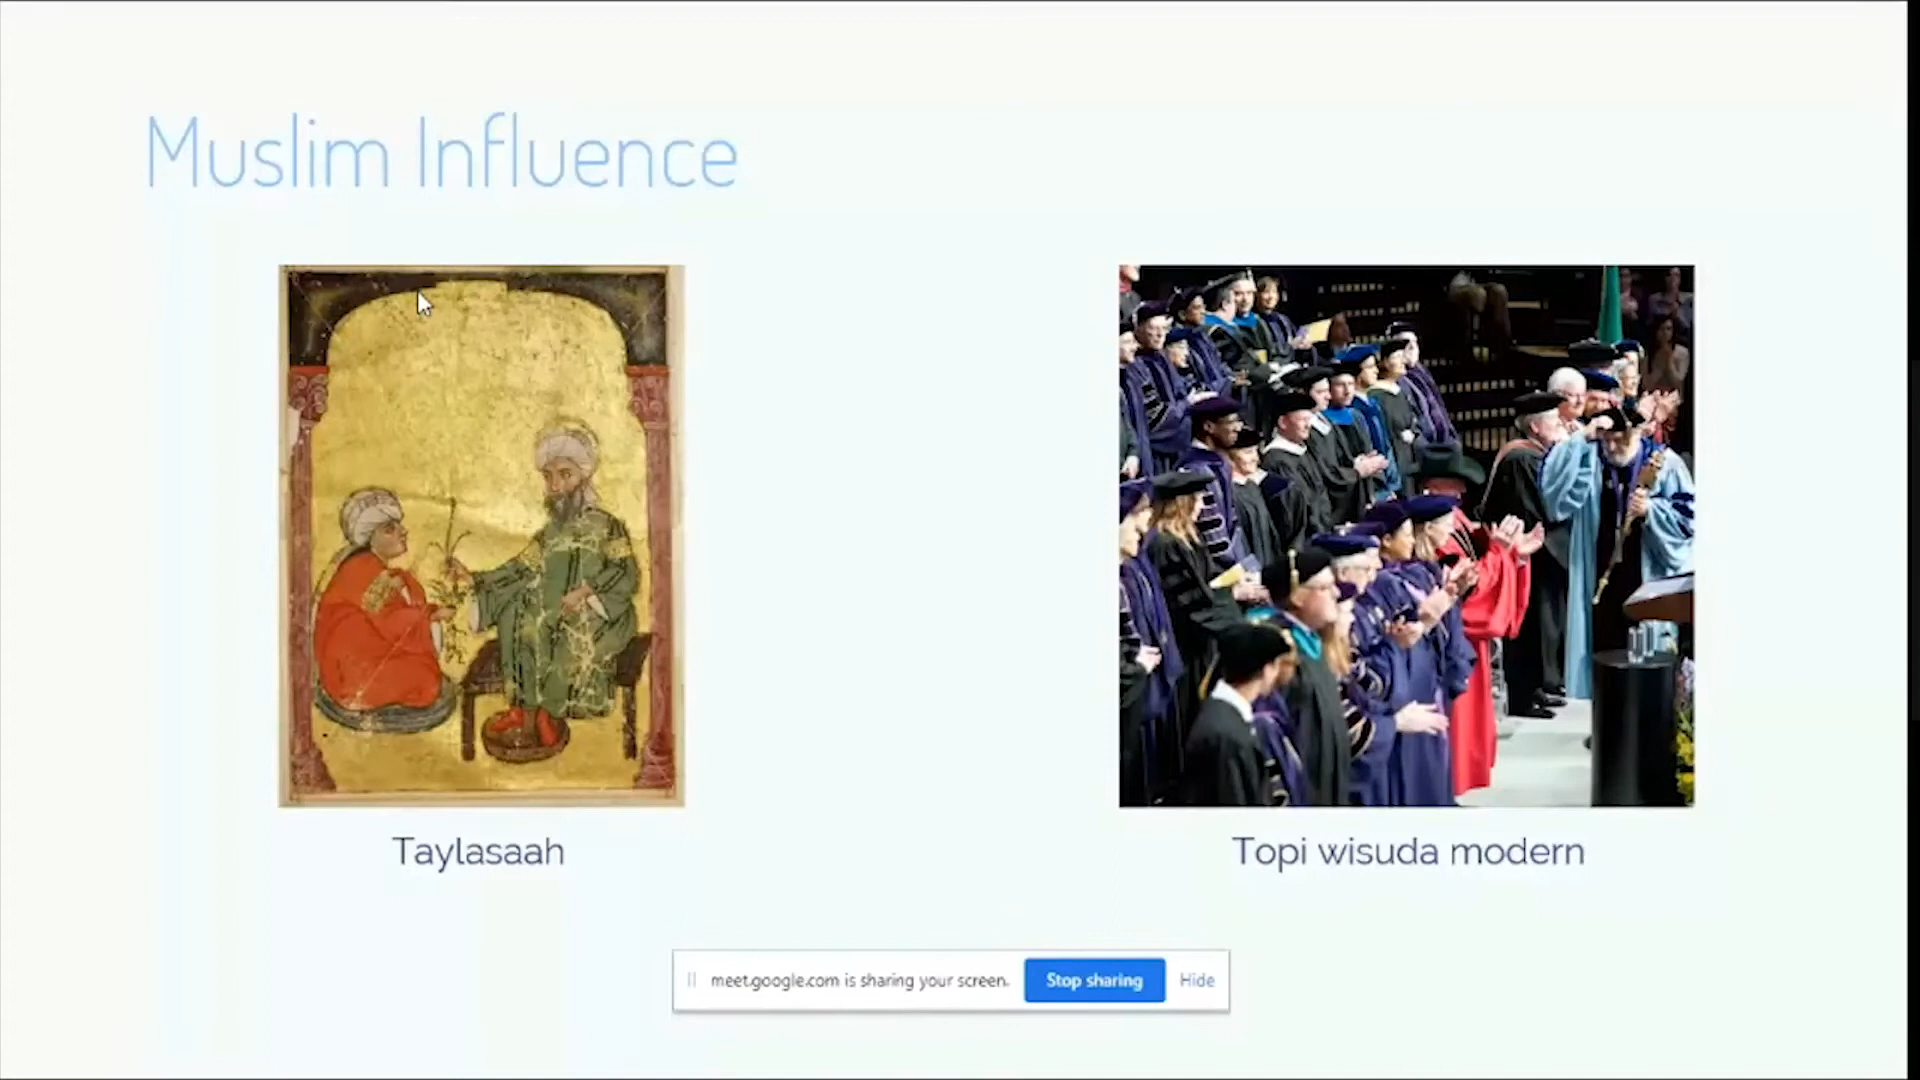 Muslim Influence
Taylasaah
Topi wisuda modern
meet.google.com is sharing your screen.
Stop sharing
Hide